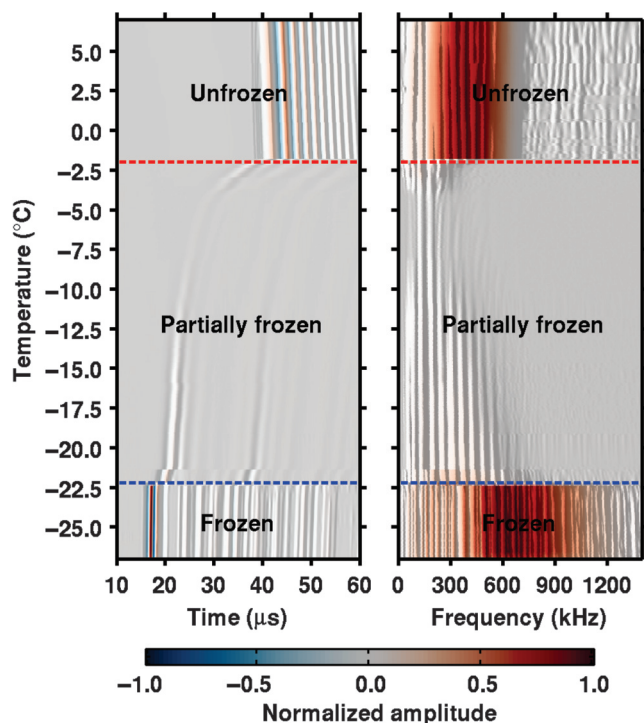 5.0
2.5
0.0
−2.5
−5.0
−7.5
−10.0
−12.5
−15.0
−17.5
−20.0
−22.5
−25.0
Temperature (°C)
Unfrozen
Partially frozen
Frozen
10 20 30 40 50 60
Time (μs)
Unfrozen
Partially frozen
Frozen
0 300 600 900 1200
Frequency (kHz)
−1.0 −0.5 0.0 0.5 1.0
Normalized amplitude